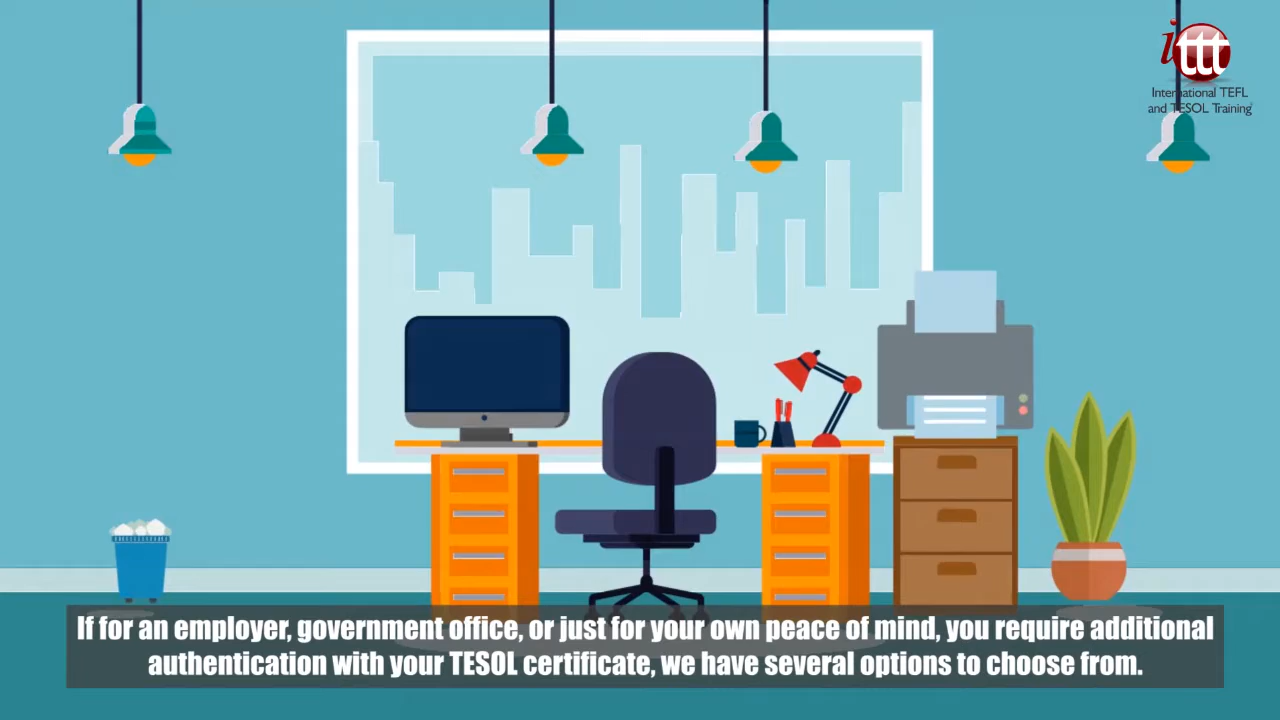 ittt
International TEFL
and TESOL Training
If for an employer, government office, or just for your own peace of mind, you require additional
authentication with your TESOL certificate, we have several options to choose from.